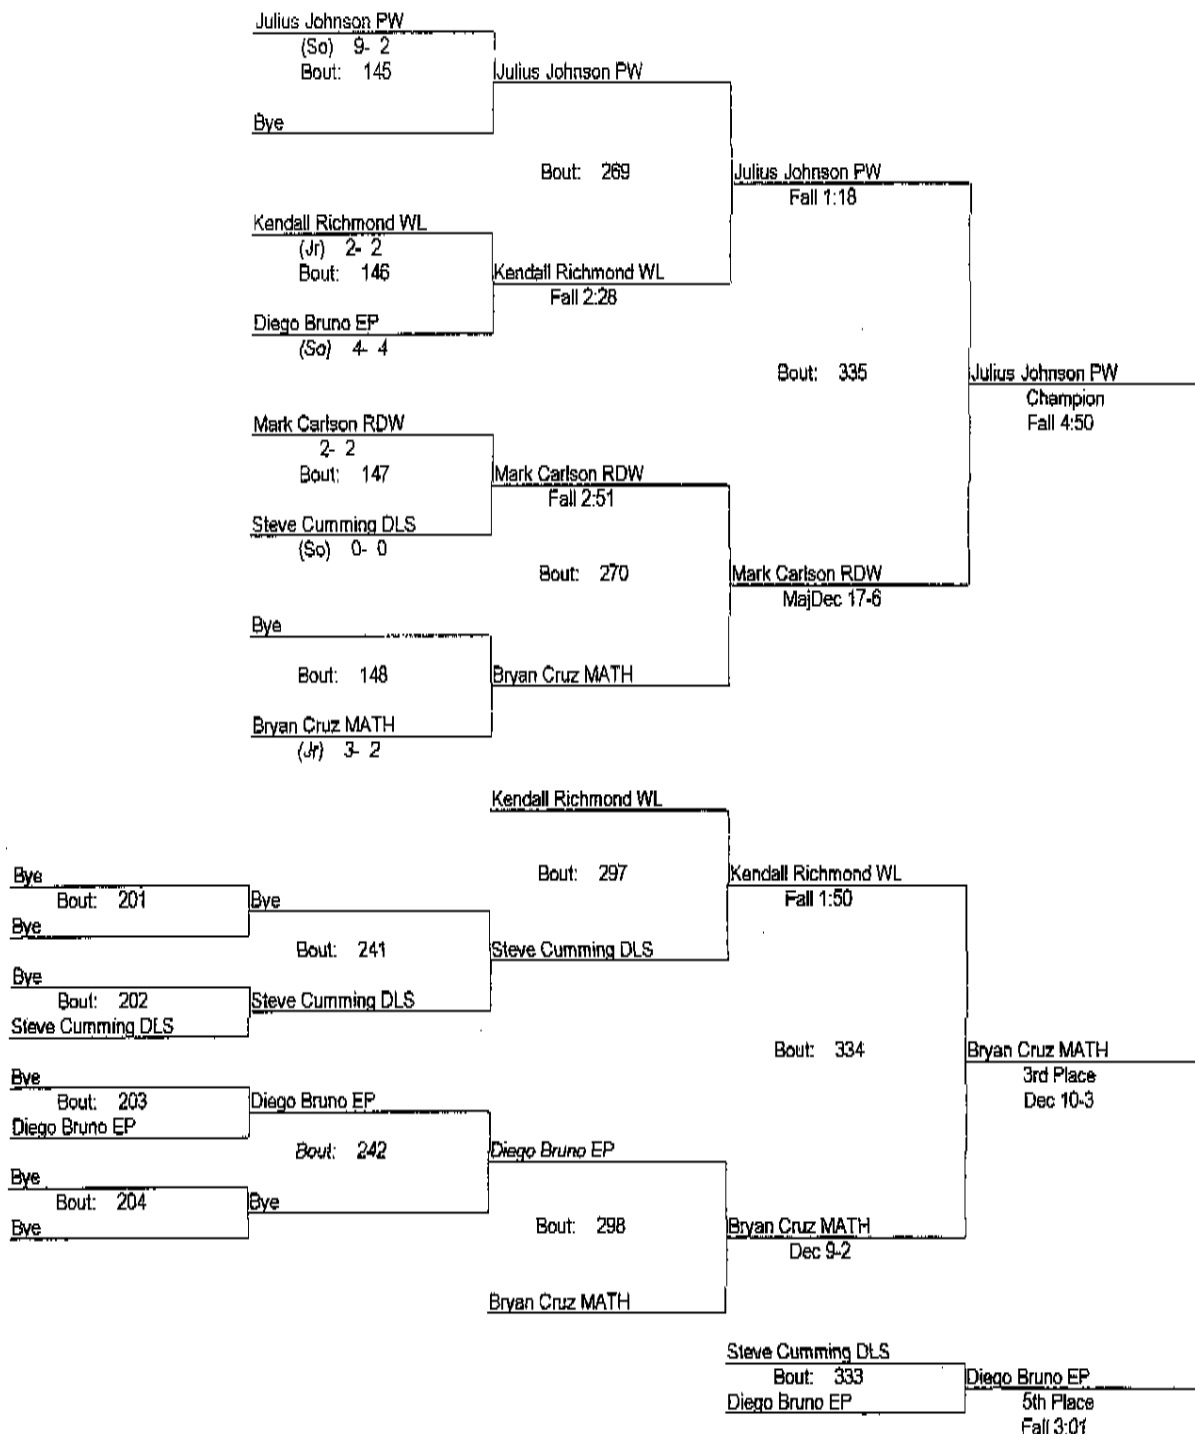 Julius Johnson PW
(So) 9- 2
Bout: 145
Julius Johnson PW
Bye
Bout: 269
Julius Johnson PW
Fall 1:18
Kendall Richmond WL
(Jr) 2- 2
Bout: 146
Kendall Richmond WL
Fall 2:28
Diego Bruno EP
(So) 4- 4
Bout: 335
Julius Johnson PW
Champion
Fall 4:50
Mark Carlson RDW
2- 2
Bout: 147
Mark Carlson RDW
Fall 2:51
Steve Cumming DLS
(So) 0- 0
Bout: 270
Mark Carlson RDW
MajDec 17-6
Bye
Bout: 148
Bryan Cruz MATH
Bryan Cruz MATH
(Jr) 3- 2
Kendall Richmond WL
Bout: 297
Kendall Richmond WL
Fall 1:50
Bye
Bout: 201
Bye
Bye
Bout: 241
Steve Cumming DLS
Bye
Bout: 202
Steve Cumming DLS
Steve Cumming DLS
Bout: 334
Bryan Cruz MATH
3rd Place
Dec 10-3
Bye
Bout: 203
Diego Bruno EP
Diego Bruno EP
Bout: 242
Diego Bruno EP
Bye
Bout: 204
Bye
Bye
Bout: 298
Bryan Cruz MATH
Dec 9-2
Bryan Cruz MATH
Steve Cumming DLS
Bout: 333
Diego Bruno EP
Diego Bruno EP
5th Place
Fall 3:01